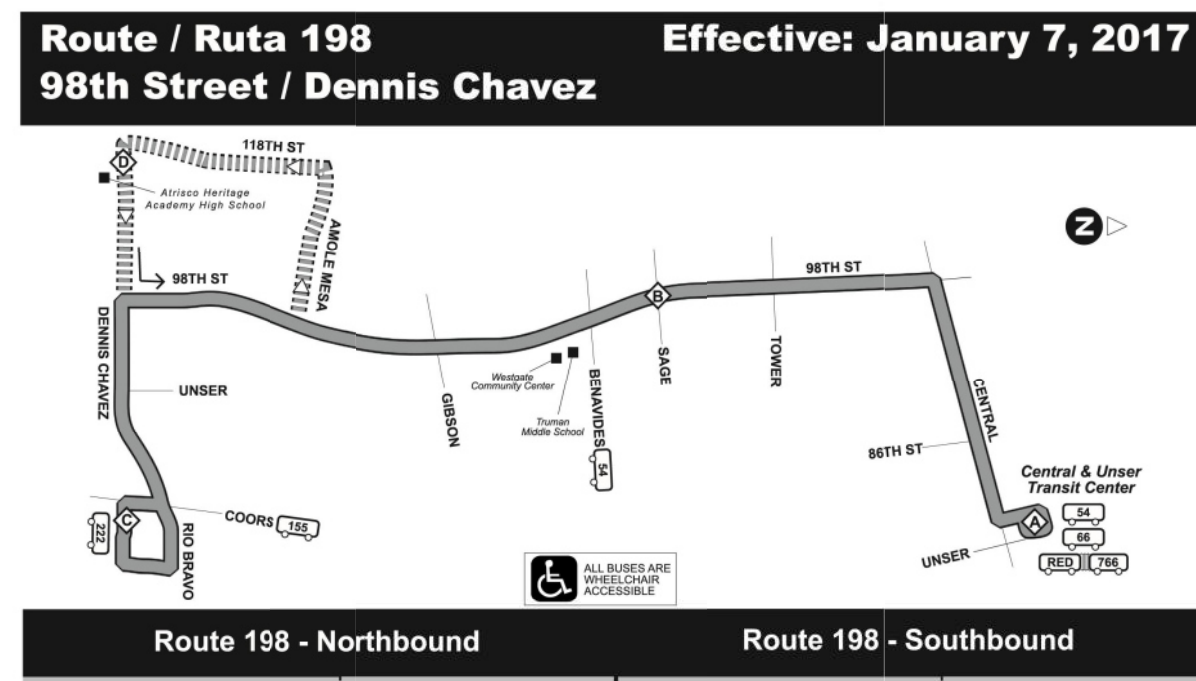 Route / Ruta 198
Effective: January 7, 2017
98th Street / Dennis Chavez
118TH ST
D
Atrisco Heritage
Academy High School
AMOLE MESA
N
98TH ST
98TH ST
B
DENNIS CHAVEZ
UNSER
GIBSON
Westgate
Community Center
Truman
Middle School
BENAVIDES
54
SAGE
TOWER
CENTRAL
86TH ST
Central & Unser
Transit Center
A
54
66
RED
766
UNSER
C
222
COORS
155
RIO BRAVO
ALL BUSES ARE
WHEELCHAIR
ACCESSIBLE
Route 198 - Northbound
Route 198 - Southbound